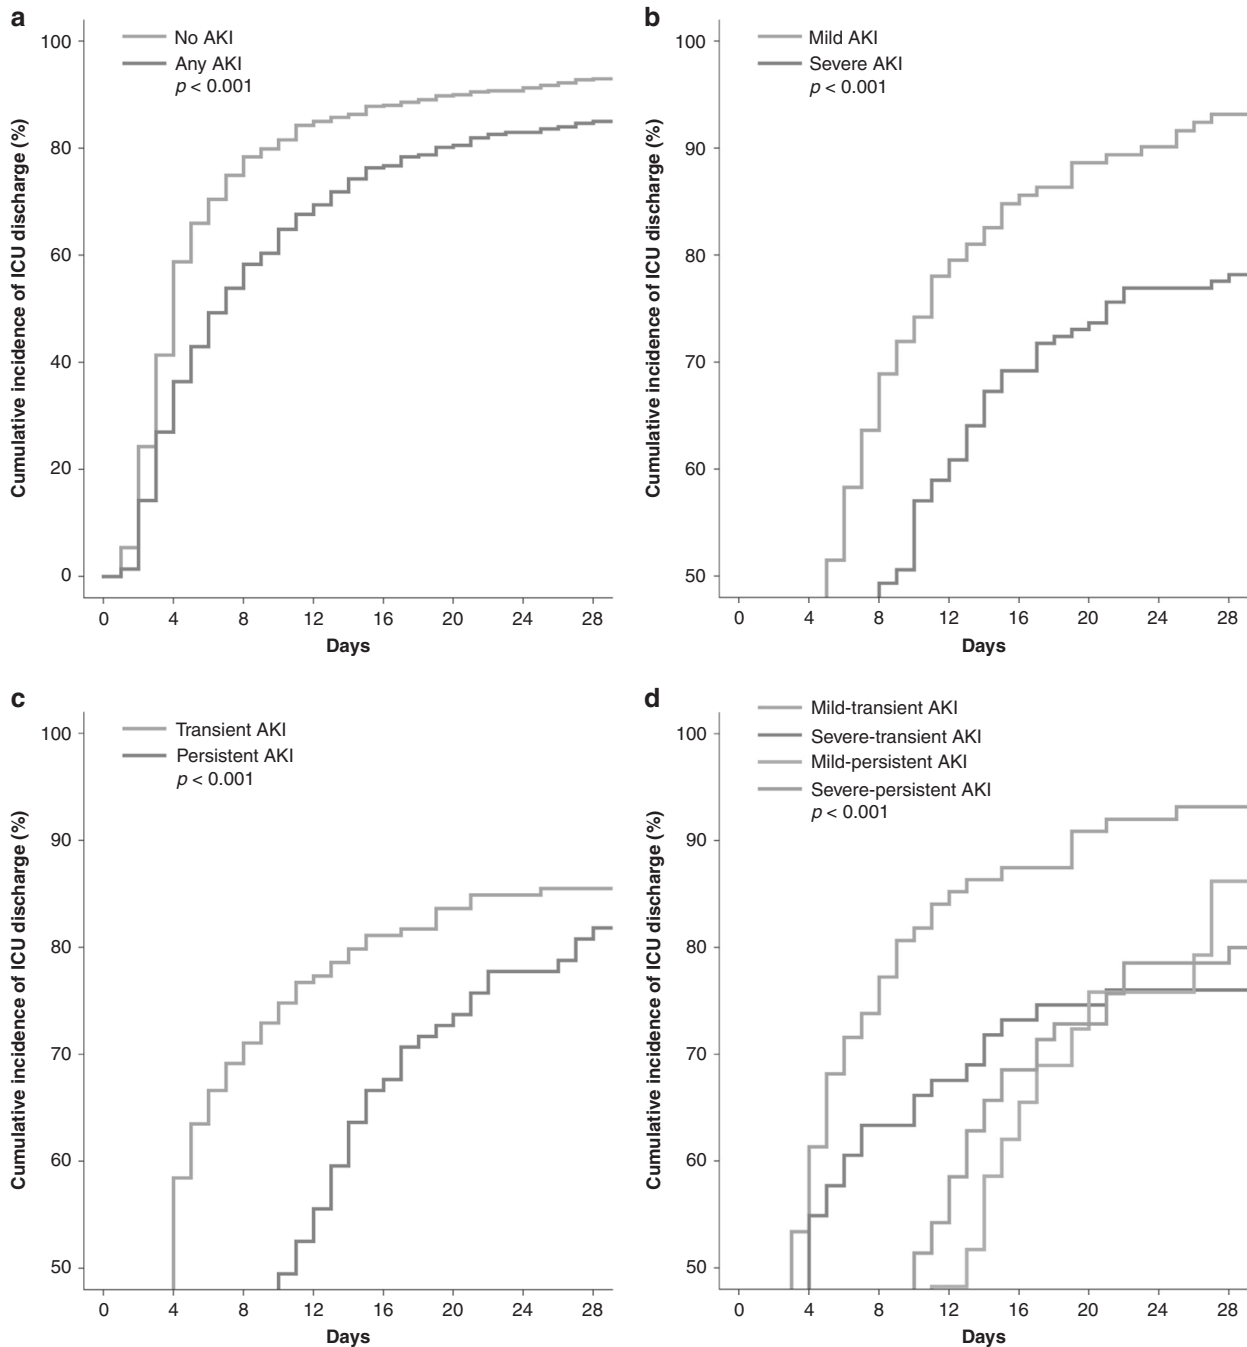 a
100
80
60
40
20
0
Cumulative incidence of ICU discharge (%)
No AKI
Any AKI
p < 0.001
0 4 8 12 16 20 24 28
Days
b
100
90
80
70
60
50
Cumulative incidence of ICU discharge (%)
Mild AKI
Severe AKI
p < 0.001
0 4 8 12 16 20 24 28
Days
c
100
90
80
70
60
50
Cumulative incidence of ICU discharge (%)
Transient AKI
Persistent AKI
p < 0.001
0 4 8 12 16 20 24 28
Days
d
100
90
80
70
60
50
Cumulative incidence of ICU discharge (%)
Mild-transient AKI
Severe-transient AKI
Mild-persistent AKI
Severe-persistent AKI
p < 0.001
0 4 8 12 16 20 24 28
Days